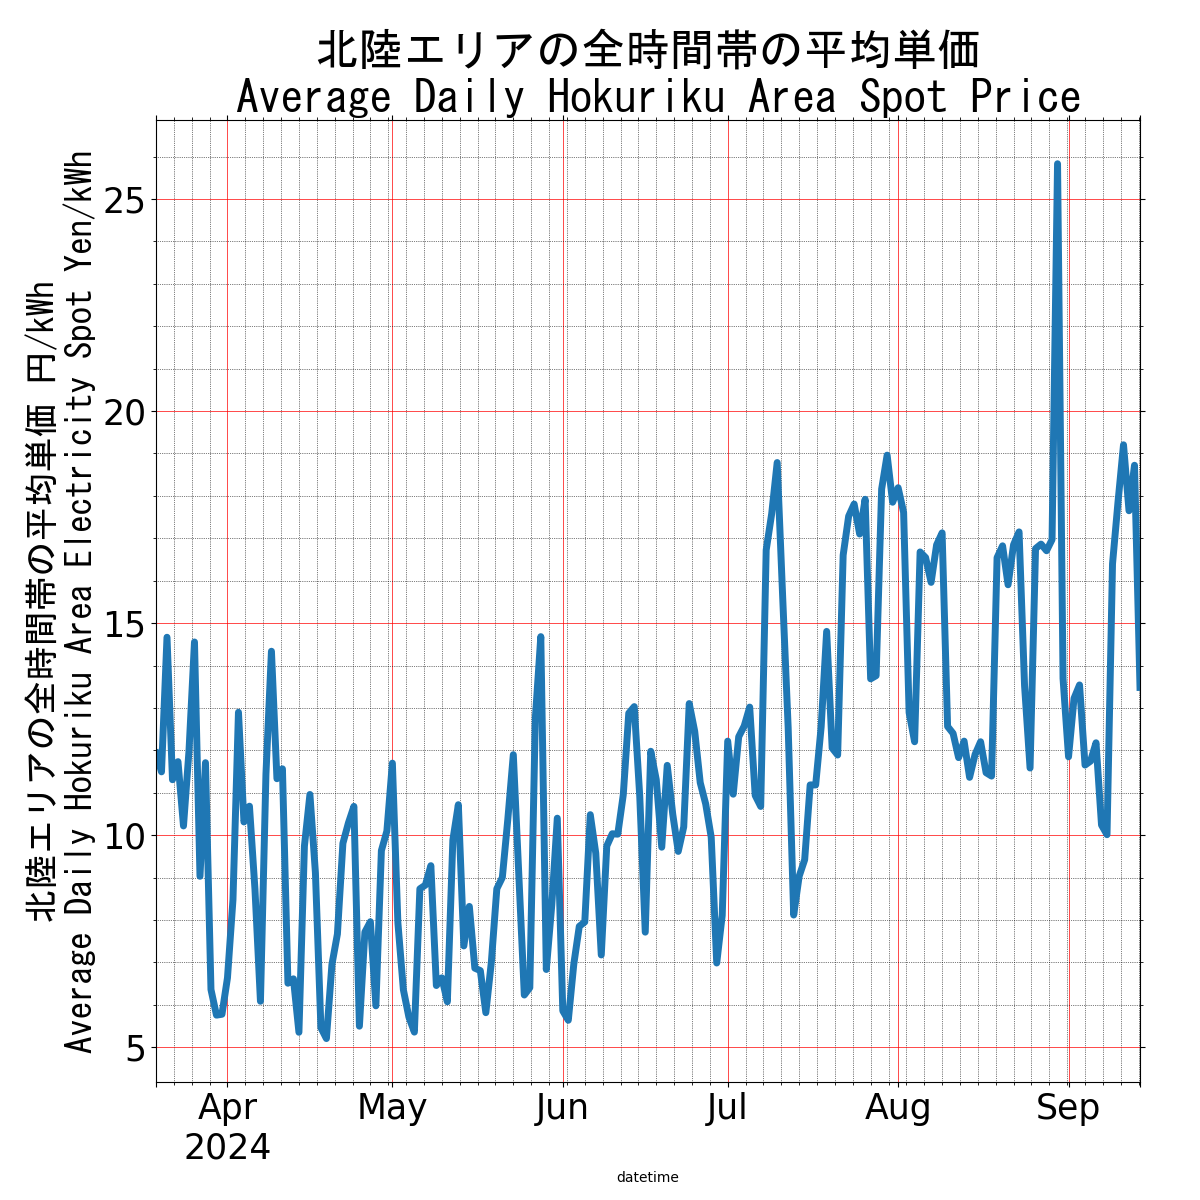 北陸エリアの全時間帯の平均単価
Average Daily Hokuriku Area Spot Price
北陸エリアの全時間帯の平均単価 円/kWh
Average Daily Hokuriku Area Electricity Spot Yen/kWh
25
20
15
10
5
Apr May Jun Jul Aug Sep
2024
datetime